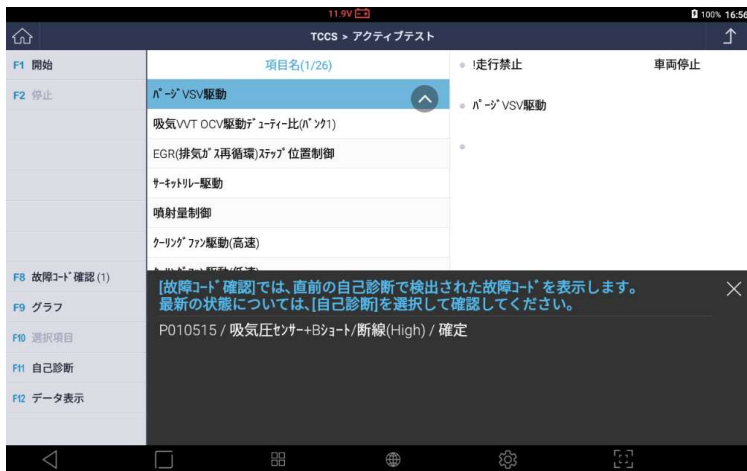 11.9V
100% 16:56
TCCS > アクティブテスト
F1 開始
F2 停止
F8 故障ｺｰﾄﾞ確認(1)
F9 グラフ
F10 選択項目
F11 自己診断
F12 データ表示
項目名(1/26)
ﾊﾟｰｼﾞVSV駆動
吸気VVT OCV駆動ﾃﾞｭｰﾃｨｰ比(ﾊﾞﾝｸ1)
EGR(排気ｶﾞｽ再循環)ｽﾃｯﾌﾟ位置制御
ｻｰｷｯﾄﾘﾚｰ駆動
噴射量制御
ｸｰﾘﾝｸﾞﾌｧﾝ駆動(高速)
!走行禁止 車両停止
ﾊﾟｰｼﾞVSV駆動
[故障ｺｰﾄﾞ確認]では、直前の自己診断で検出された故障ｺｰﾄﾞを表示します。
最新の状態については、[自己診断]を選択して確認してください。
P010515 / 吸気圧ｾﾝｻｰ+Bｼｮｰﾄ/断線(High) / 確定